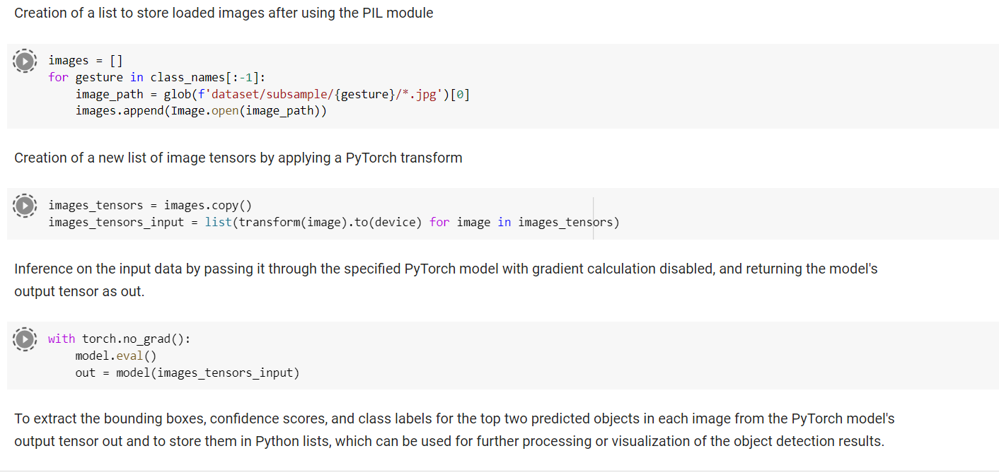 Creation of a list to store loaded images after using the PIL module
images = []
for gesture in class_names[:-1]:
    image_path = glob(f'dataset/subsample/{gesture}/*.jpg')[0]
    images.append(Image.open(image_path))
Creation of a new list of image tensors by applying a PyTorch transform
images_tensors = images.copy()
images_tensors_input = list(transform(image).to(device) for image in images_tensors)
Inference on the input data by passing it through the specified PyTorch model with gradient calculation disabled, and returning the model's
output tensor as out.
with torch.no_grad():
    model.eval()
    out = model(images_tensors_input)
To extract the bounding boxes, confidence scores, and class labels for the top two predicted objects in each image from the PyTorch model's
output tensor out and to store them in Python lists, which can be used for further processing or visualization of the object detection results.